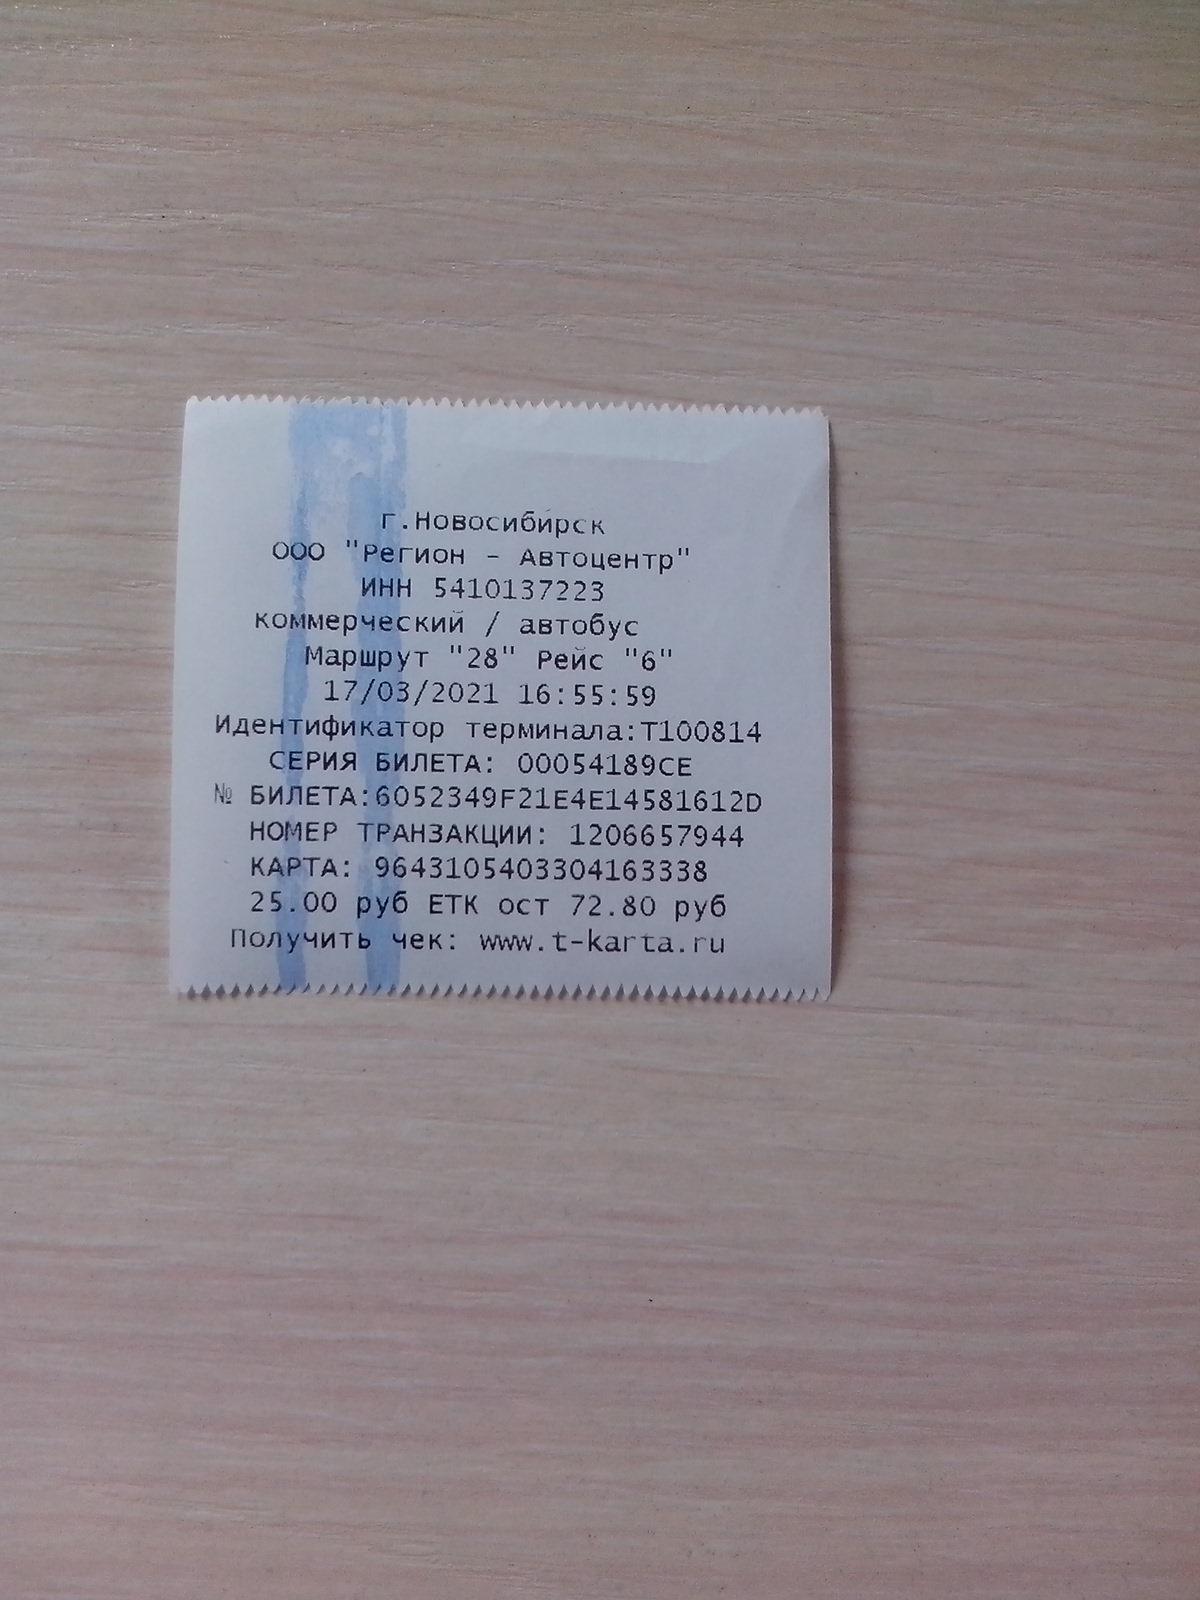 г.Новосибирск
ООО "Регион - Автоцентр"
ИНН 5410137223
коммерческий / автобус
Маршрут "28" Рейс "6"
17/03/2021 16:55:59
Идентификатор терминала:T100814
СЕРИЯ БИЛЕТА: 00054189CE
№ БИЛЕТА:6052349F21E4E14581612D
НОМЕР ТРАНЗАКЦИИ: 1206657944
КАРТА: 9643105403304163338
25.00 руб ЕТК ост 72.80 руб
Получить чек: www.t-karta.ru